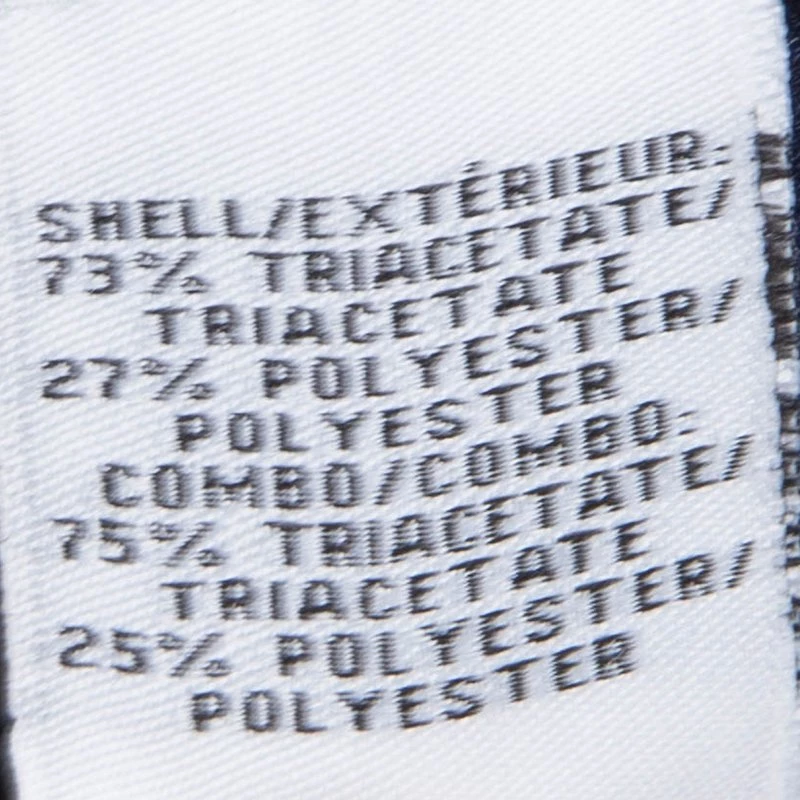 SHELL/EXTÉRIEUR:
73% TRIACETATE/
TRIACETATE
27% POLYESTER/
POLYESTER
COMBO/COMBO:
75% TRIACETATE/
TRIACETATE
25% POLYESTER/
POLYESTER